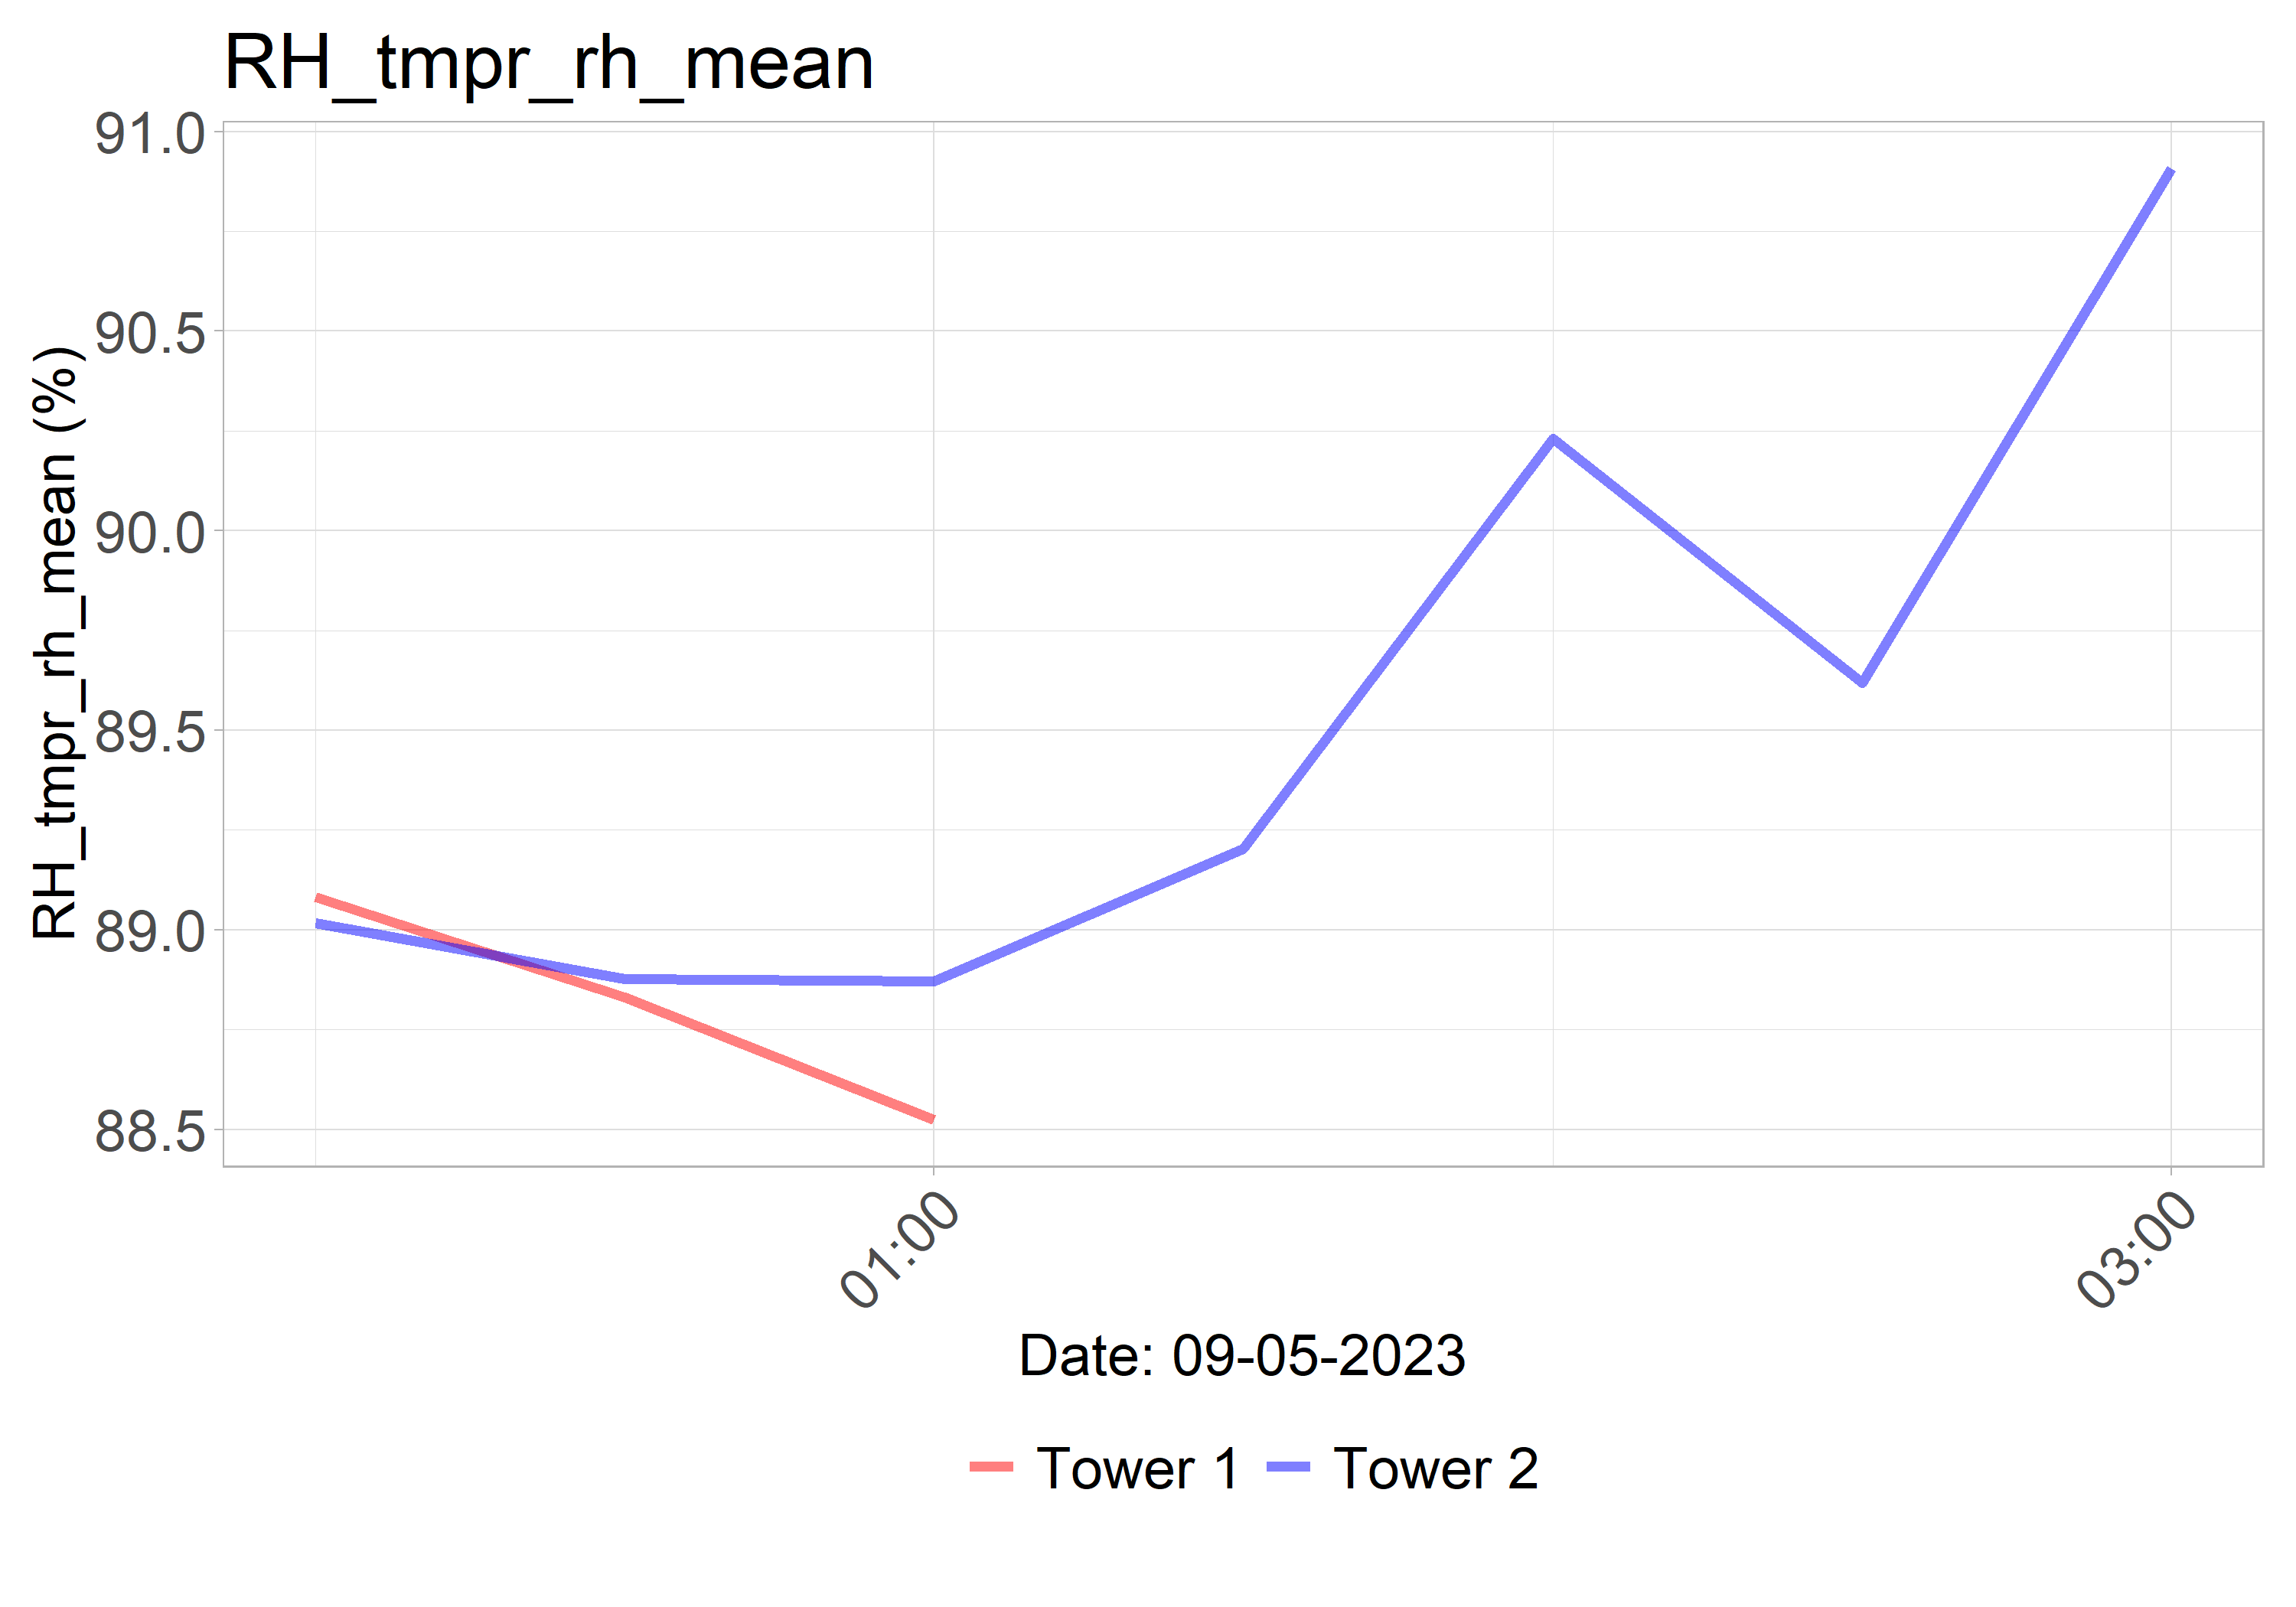 RH_tmpr_rh_mean
RH_tmpr_rh_mean (%)
91.0
90.5
90.0
89.5
89.0
88.5
01:00
03:00
Date: 09-05-2023
Tower 1
Tower 2